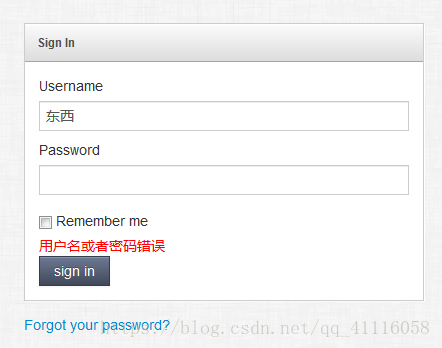 Sign In
Username
东西
Password
Remember me
用户名或者密码错误
sign in
Forgot your password?
https://blog.csdn.net/qq_41116058